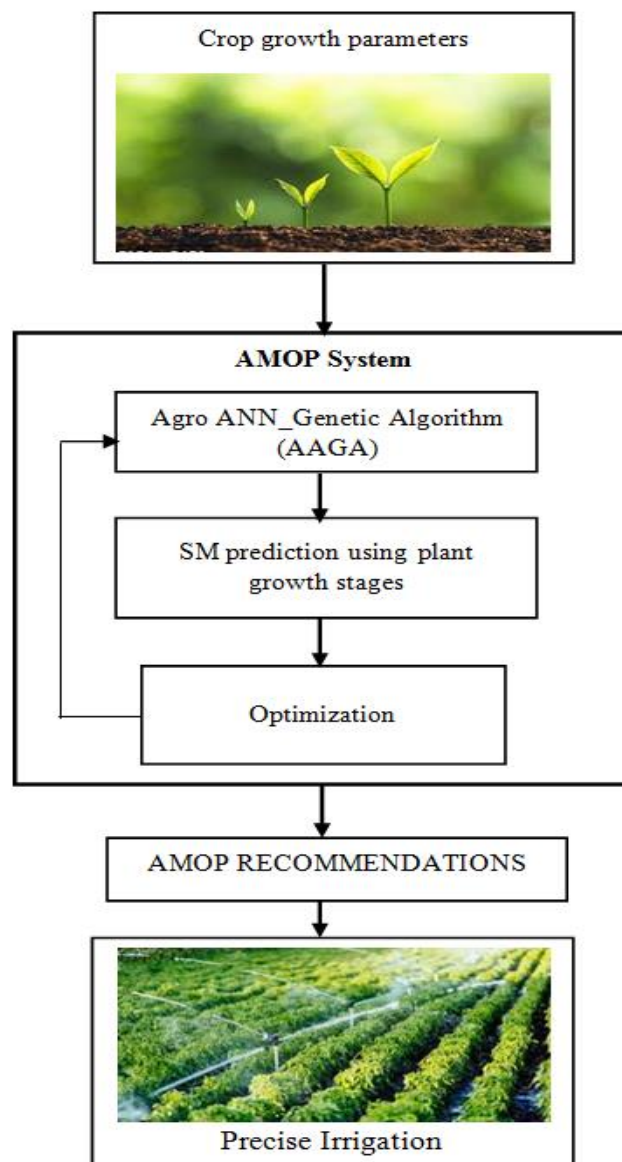 Crop growth parameters
AMOP System
Agro ANN_Genetic Algorithm
(AAGA)
SM prediction using plant
growth stages
Optimization
AMOP RECOMMENDATIONS
Precise Irrigation